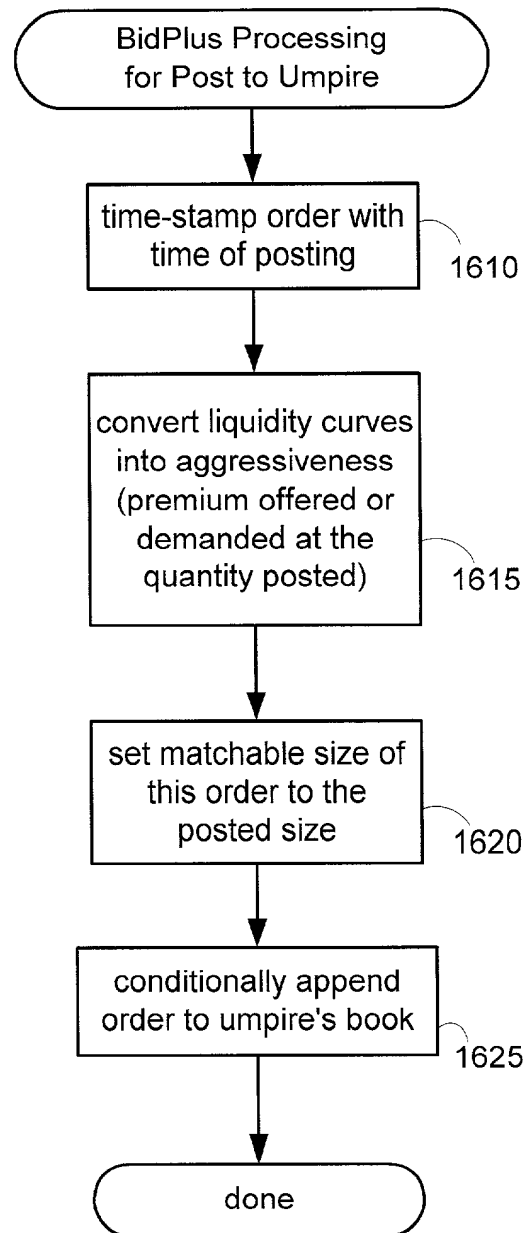 BidPlus Processing
for Post to Umpire
time-stamp order with
time of posting
1610
convert liquidity curves
into aggressiveness
(premium offered or
demanded at the
quantity posted)
1615
set matchable size of
this order to the
posted size
1620
conditionally append
order to umpire's book
1625
done